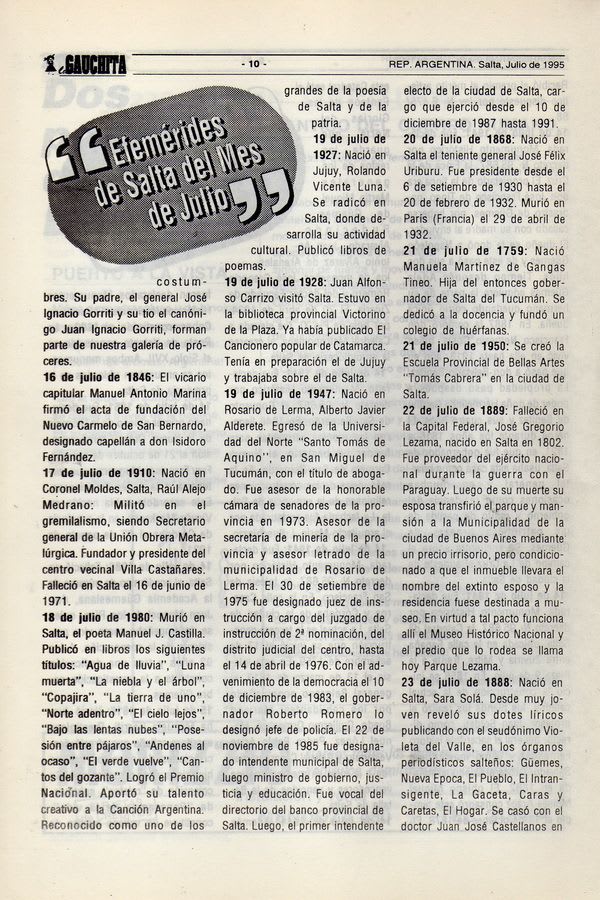 La GAUCHITA
- 10 -
REP. ARGENTINA. Salta, Julio de 1995
“Efemérides
de Salta del Mes
de Julio”
costum-
bres. Su padre, el general José
Ignacio Gorriti y su tio el canóni-
go Juan Ignacio Gorriti, forman
parte de nuestra galería de pró-
ceres.
16 de julio de 1846: El vicario
capitular Manuel Antonio Marina
firmó el acta de fundación del
Nuevo Carmelo de San Bernardo,
designado capellán a don Isidoro
Fernández.
17 de julio de 1910: Nació en
Coronel Moldes, Salta, Raúl Alejo
Medrano: Militó en el
gremilalismo, siendo Secretario
general de la Unión Obrera Meta-
lúrgica. Fundador y presidente del
centro vecinal Villa Castañares.
Falleció en Salta el 16 de junio de
1971.
18 de julio de 1980: Murió en
Salta, el poeta Manuel J. Castilla.
Publicó en libros los siguientes
títulos: "Agua de lluvia", "Luna
muerta", "La niebla y el árbol",
"Copajira", "La tierra de uno",
"Norte adentro", "El cielo lejos",
"Bajo las lentas nubes", "Pose-
sión entre pájaros", "Andenes al
ocaso", "El verde vuelve", "Can-
tos del gozante". Logró el Premio
Nacional. Aportó su talento
creativo a la Canción Argentina.
Reconocido como uno de los
grandes de la poesía
de Salta y de la
patria.
19 de julio de
1927: Nació en
Jujuy, Rolando
Vicente Luna.
Se radicó en
Salta, donde de-
sarrolla su actividad
cultural. Publicó libros de
poemas.
19 de julio de 1928: Juan Alfon-
so Carrizo visitó Salta. Estuvo en
la biblioteca provincial Victorino
de la Plaza. Ya había publicado El
Cancionero popular de Catamarca.
Tenía en preparación el de Jujuy
y trabajaba sobre el de Salta.
19 de julio de 1947: Nació en
Rosario de Lerma, Alberto Javier
Alderete. Egresó de la Universi-
dad del Norte "Santo Tomás de
Aquino", en San Miguel de
Tucumán, con el título de aboga-
do. Fue asesor de la honorable
cámara de senadores de la pro-
vincia en 1973. Asesor de la
secretaría de minería de la pro-
vincia y asesor letrado de la
municipalidad de Rosario de
Lerma. El 30 de setiembre de
1975 fue designado juez de ins-
trucción a cargo del juzgado de
instrucción de 2ª nominación, del
distrito judicial del centro, hasta
el 14 de abril de 1976. Con el ad-
venimiento de la democracia el 10
de diciembre de 1983, el gober-
nador Roberto Romero lo
designó jefe de policía. El 22 de
noviembre de 1985 fue designa-
do intendente municipal de Salta,
luego ministro de gobierno, jus-
ticia y educación. Fue vocal del
directorio del banco provincial de
Salta. Luego, el primer intendente
electo de la ciudad de Salta, car-
go que ejerció desde el 10 de
diciembre de 1987 hasta 1991.
20 de julio de 1868: Nació en
Salta el teniente general José Félix
Uriburu. Fue presidente desde el
6 de setiembre de 1930 hasta el
20 de febrero de 1932. Murió en
París (Francia) el 29 de abril de
1932.
21 de julio de 1759: Nació
Manuela Martínez de Gangas
Tineo. Hija del entonces gober-
nador de Salta del Tucumán. Se
dedicó a la docencia y fundó un
colegio de huérfanas.
21 de julio de 1950: Se creó la
Escuela Provincial de Bellas Artes
"Tomás Cabrera" en la ciudad de
Salta.
22 de julio de 1889: Falleció en
la Capital Federal, José Gregorio
Lezama, nacido en Salta en 1802.
Fue proveedor del ejército nacio-
nal durante la guerra con el
Paraguay. Luego de su muerte su
esposa transfirió el parque y man-
sión a la Municipalidad de la
ciudad de Buenos Aires mediante
un precio irrisorio, pero condicio-
nado a que el inmueble llevara el
nombre del extinto esposo y la
residencia fuese destinada a mu-
seo. En virtud a tal pacto funciona
allí el Museo Histórico Nacional y
el predio que lo rodea se llama
hoy Parque Lezama.
23 de julio de 1888: Nació en
Salta, Sara Solá. Desde muy jo-
ven reveló sus dotes líricos
publicando con el seudónimo Vio-
leta del Valle, en los órganos
periodísticos salteños: Güemes,
Nueva Epoca, El Pueblo, El Intran-
sigente, La Gaceta, Caras y
Caretas, El Hogar. Se casó con el
doctor Juan José Castellanos en